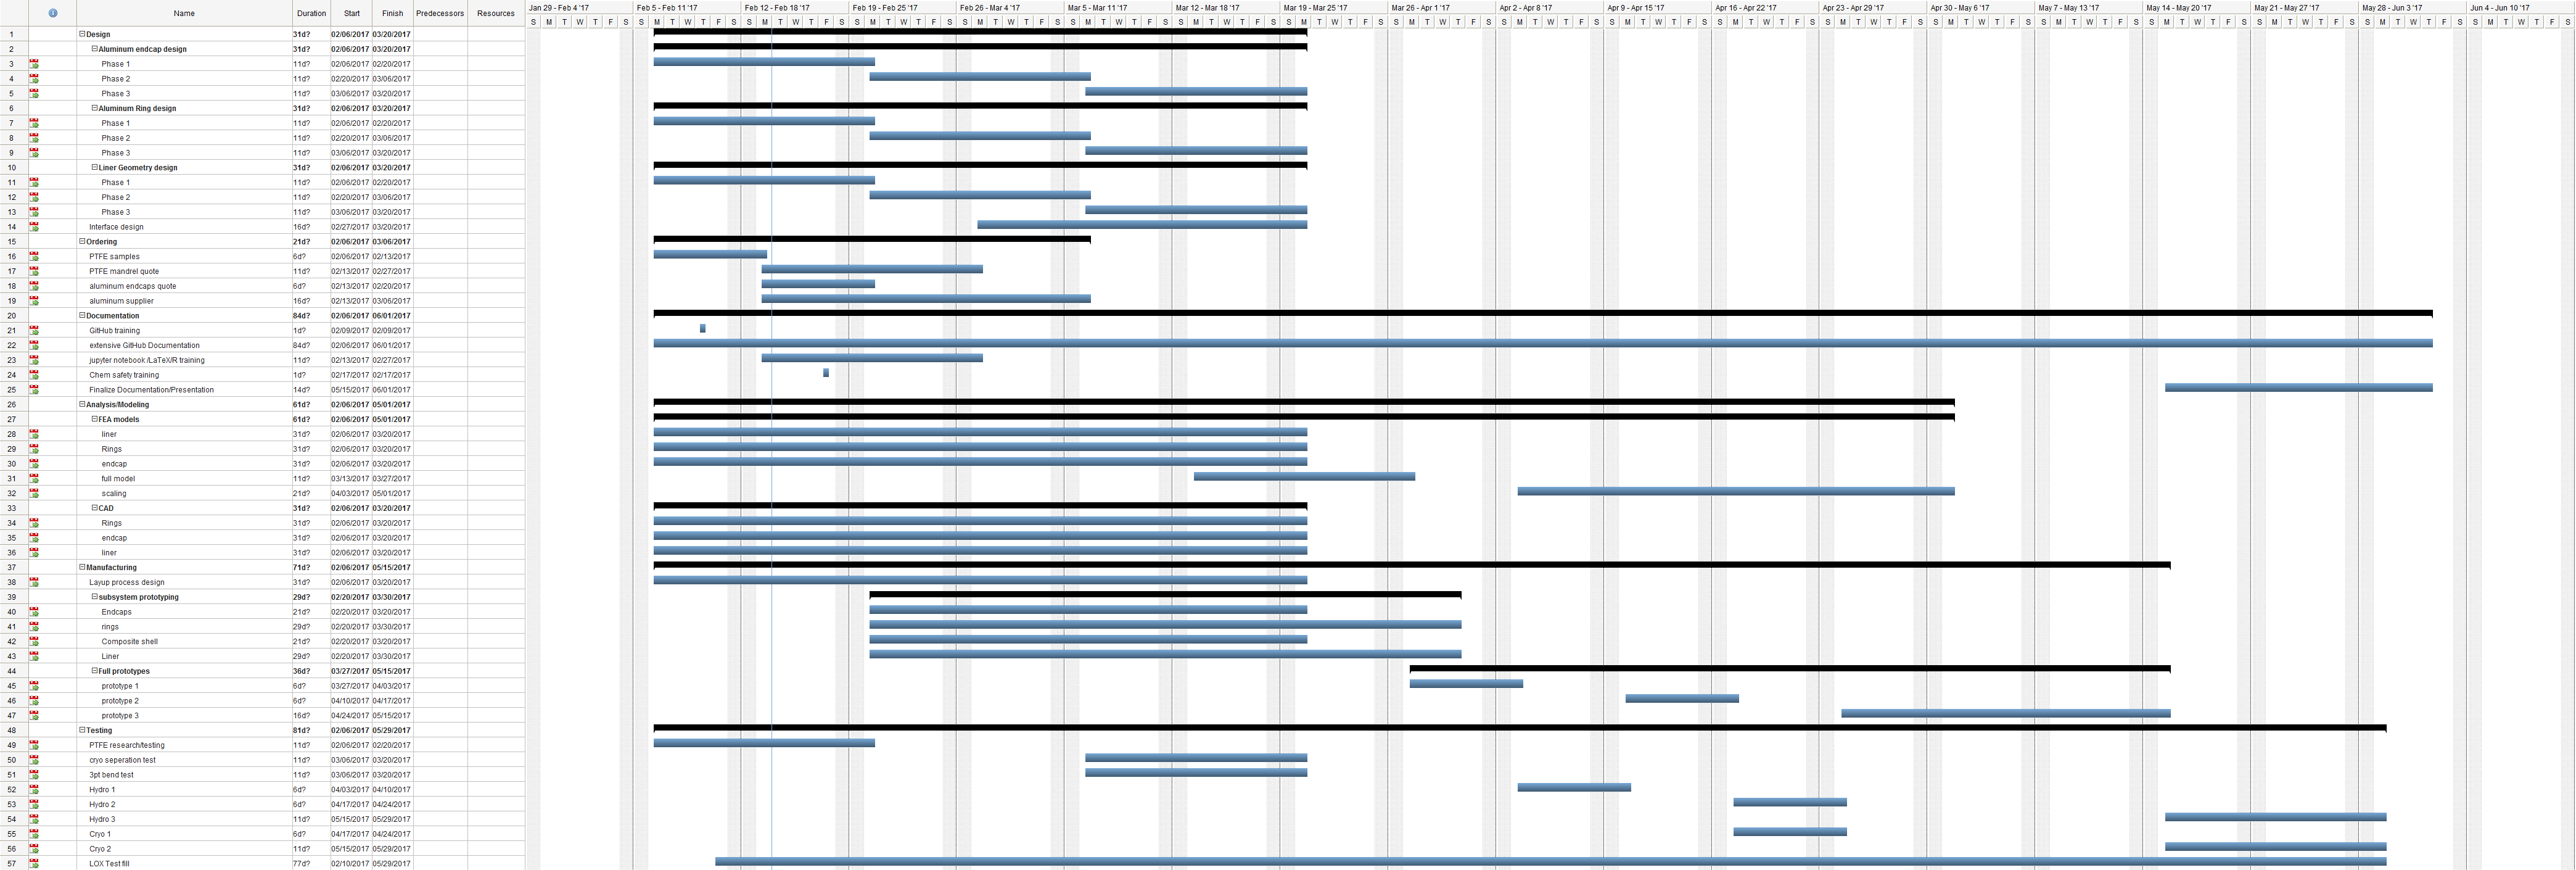 Name Duration Start Finish Predecessors Resources Jan 29 - Feb 4 '17 Feb 5 - Feb 11 '17 Feb 12 - Feb 18 '17 Feb 19 - Feb 25 '17 Feb 26 - Mar 4 '17 Mar 5 - Mar 11 '17 Mar 12 - Mar 18 '17 Mar 19 - Mar 25 '17 Mar 26 - Apr 1 '17 Apr 2 - Apr 8 '17 Apr 9 - Apr 15 '17 Apr 16 - Apr 22 '17 Apr 23 - Apr 29 '17 Apr 30 - May 6 '17 May 7 - May 13 '17 May 14 - May 20 '17 May 21 - May 27 '17 May 28 - Jun 3 '17 Jun 4 - Jun 10 '17
S M T W T F S S M T W T F S S M T W T F S S M T W T F S S M T W T F S S M T W T F S S M T W T F S S M T W T F S S M T W T F S S M T W T F S S M T W T F S S M T W T F S S M T W T F S S M T W T F S S M T W T F S S M T W T F S S M T W T F S S M T W T F S S M T W T F S
1 Design 31d? 02/06/2017 03/20/2017
2 Aluminum endcap design 31d? 02/06/2017 03/20/2017
3 Phase 1 11d? 02/06/2017 02/20/2017
4 Phase 2 11d? 02/20/2017 03/06/2017
5 Phase 3 11d? 03/06/2017 03/20/2017
6 Aluminum Ring design 31d? 02/06/2017 03/20/2017
7 Phase 1 11d? 02/06/2017 02/20/2017
8 Phase 2 11d? 02/20/2017 03/06/2017
9 Phase 3 11d? 03/06/2017 03/20/2017
10 Liner Geometry design 31d? 02/06/2017 03/20/2017
11 Phase 1 11d? 02/06/2017 02/20/2017
12 Phase 2 11d? 02/20/2017 03/06/2017
13 Phase 3 11d? 03/06/2017 03/20/2017
14 Interface design 16d? 02/27/2017 03/20/2017
15 Ordering 21d? 02/06/2017 03/06/2017
16 PTFE samples 6d? 02/06/2017 02/13/2017
17 PTFE mandrel quote 11d? 02/13/2017 02/27/2017
18 aluminum endcaps quote 6d? 02/13/2017 02/20/2017
19 aluminum supplier 16d? 02/13/2017 03/06/2017
20 Documentation 84d? 02/06/2017 06/01/2017
21 GitHub training 1d? 02/09/2017 02/09/2017
22 extensive GitHub Documentation 84d? 02/06/2017 06/01/2017
23 jupyter notebook /LaTeX/R training 11d? 02/13/2017 02/27/2017
24 Chem safety training 1d? 02/17/2017 02/17/2017
25 Finalize Documentation/Presentation 14d? 05/15/2017 06/01/2017
26 Analysis/Modeling 61d? 02/06/2017 05/01/2017
27 FEA models 61d? 02/06/2017 05/01/2017
28 liner 31d? 02/06/2017 03/20/2017
29 Rings 31d? 02/06/2017 03/20/2017
30 endcap 31d? 02/06/2017 03/20/2017
31 full model 11d? 03/13/2017 03/27/2017
32 scaling 21d? 04/03/2017 05/01/2017
33 CAD 31d? 02/06/2017 03/20/2017
34 Rings 31d? 02/06/2017 03/20/2017
35 endcap 31d? 02/06/2017 03/20/2017
36 liner 31d? 02/06/2017 03/20/2017
37 Manufacturing 71d? 02/06/2017 05/15/2017
38 Layup process design 31d? 02/06/2017 03/20/2017
39 subsystem prototyping 29d? 02/20/2017 03/30/2017
40 Endcaps 21d? 02/20/2017 03/20/2017
41 rings 29d? 02/20/2017 03/30/2017
42 Composite shell 21d? 02/20/2017 03/20/2017
43 Liner 29d? 02/20/2017 03/30/2017
44 Full prototypes 36d? 03/27/2017 05/15/2017
45 prototype 1 6d? 03/27/2017 04/03/2017
46 prototype 2 6d? 04/10/2017 04/17/2017
47 prototype 3 16d? 04/24/2017 05/15/2017
48 Testing 81d? 02/06/2017 05/29/2017
49 PTFE research/testing 11d? 02/06/2017 02/20/2017
50 cryo seperation test 11d? 03/06/2017 03/20/2017
51 3pt bend test 11d? 03/06/2017 03/20/2017
52 Hydro 1 6d? 04/03/2017 04/10/2017
53 Hydro 2 6d? 04/17/2017 04/24/2017
54 Hydro 3 11d? 05/15/2017 05/29/2017
55 Cryo 1 6d? 04/17/2017 04/24/2017
56 Cryo 2 11d? 05/15/2017 05/29/2017
57 LOX Test fill 77d? 02/10/2017 05/29/2017